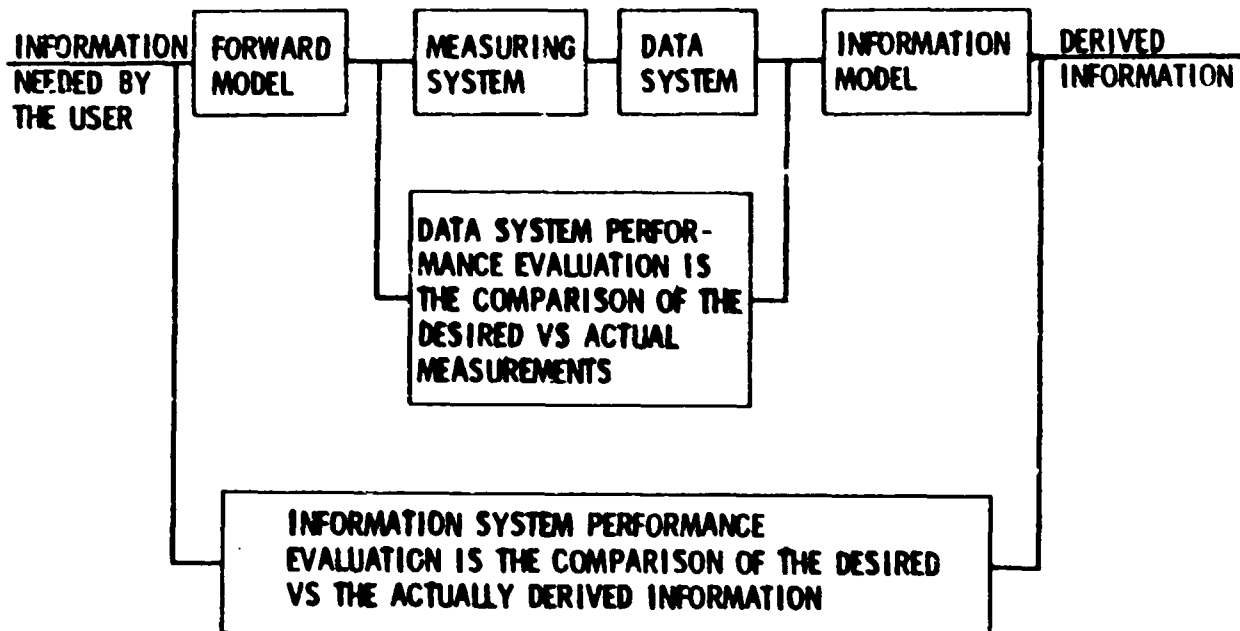 INFORMATION
NEEDED BY
THE USER
FORWARD
MODEL
MEASURING
SYSTEM
DATA
SYSTEM
INFORMATION
MODEL
DERIVED
INFORMATION
DATA SYSTEM PERFOR-
MANCE EVALUATION IS
THE COMPARISON OF THE
DESIRED VS ACTUAL
MEASUREMENTS
INFORMATION SYSTEM PERFORMANCE
EVALUATION IS THE COMPARISON OF THE DESIRED
VS THE ACTUALLY DERIVED INFORMATION